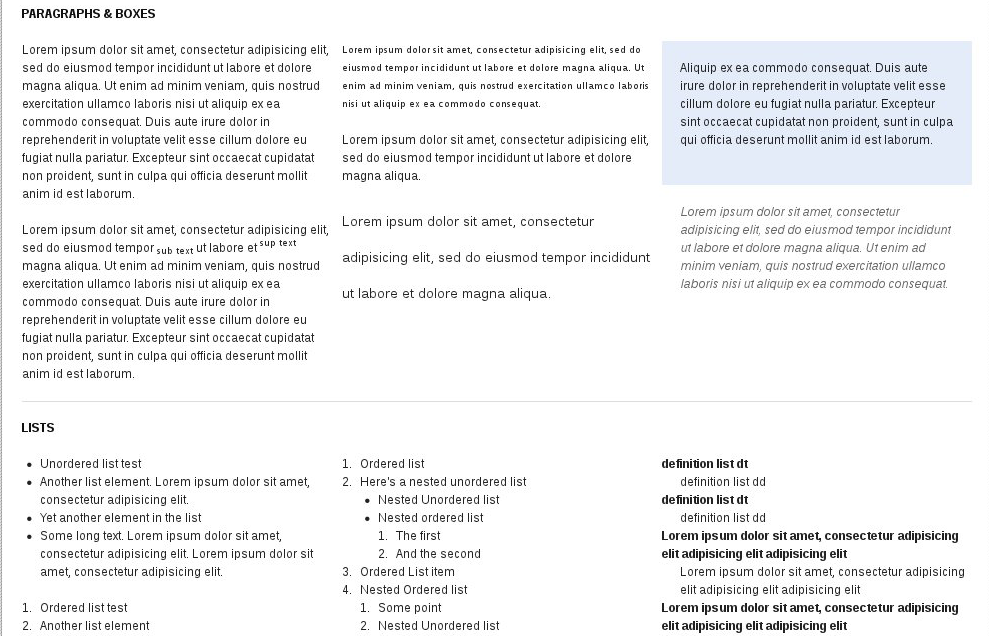 PARAGRAPHS & BOXES
Lorem ipsum dolor sit amet, consectetur adipisicing elit,
sed do eiusmod tempor incididunt ut labore et dolore
magna aliqua. Ut enim ad minim veniam, quis nostrud
exercitation ullamco laboris nisi ut aliquip ex ea
commodo consequat. Duis aute irure dolor in
reprehenderit in voluptate velit esse cillum dolore eu
fugiat nulla pariatur. Excepteur sint occaecat cupidatat
non proident, sunt in culpa qui officia deserunt mollit
anim id est laborum.
Lorem ipsum dolor sit amet, consectetur adipisicing elit,
sed do eiusmod tempor sub text ut labore et sup text
magna aliqua. Ut enim ad minim veniam, quis nostrud
exercitation ullamco laboris nisi ut aliquip ex ea
commodo consequat. Duis aute irure dolor in
reprehenderit in voluptate velit esse cillum dolore eu
fugiat nulla pariatur. Excepteur sint occaecat cupidatat
non proident, sunt in culpa qui officia deserunt mollit
anim id est laborum.
Lorem ipsum dolor sit amet, consectetur adipisicing elit, sed do
eiusmod tempor incididunt ut labore et dolore magna aliqua. Ut
enim ad minim veniam, quis nostrud exercitation ullamco laboris
nisi ut aliquip ex ea commodo consequat.
Lorem ipsum dolor sit amet, consectetur adipisicing elit,
sed do eiusmod tempor incididunt ut labore et dolore
magna aliqua.
Lorem ipsum dolor sit amet, consectetur
adipisicing elit, sed do eiusmod tempor incididunt
ut labore et dolore magna aliqua.
Aliquip ex ea commodo consequat. Duis aute
irure dolor in reprehenderit in voluptate velit esse
cillum dolore eu fugiat nulla pariatur. Excepteur
sint occaecat cupidatat non proident, sunt in culpa
qui officia deserunt mollit anim id est laborum.
Lorem ipsum dolor sit amet, consectetur
adipisicing elit, sed do eiusmod tempor incididunt
ut labore et dolore magna aliqua. Ut enim ad
minim veniam, quis nostrud exercitation ullamco
laboris nisi ut aliquip ex ea commodo consequat.
LISTS
• Unordered list test
• Another list element. Lorem ipsum dolor sit amet,
consectetur adipisicing elit.
• Yet another element in the list
• Some long text. Lorem ipsum dolor sit amet,
consectetur adipisicing elit. Lorem ipsum dolor sit
amet, consectetur adipisicing elit.
1. Ordered list test
2. Another list element
1. Ordered list
2. Here's a nested unordered list
• Nested Unordered list
• Nested ordered list
1. The first
2. And the second
3. Ordered List item
4. Nested Ordered list
1. Some point
2. Nested Unordered list
definition list dt
definition list dd
definition list dt
definition list dd
Lorem ipsum dolor sit amet, consectetur adipisicing
elit adipisicing elit adipisicing elit
Lorem ipsum dolor sit amet, consectetur adipisicing
elit adipisicing elit adipisicing elit
Lorem ipsum dolor sit amet, consectetur adipisicing
elit adipisicing elit adipisicing elit